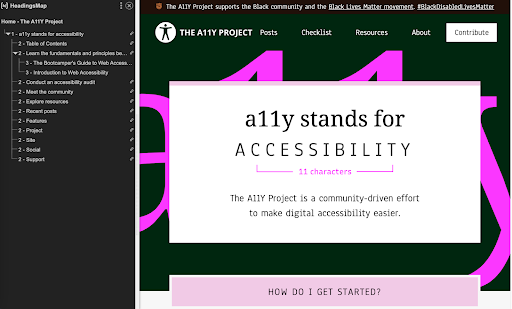 HeadingsMap
Home - The A11Y Project
1 - a11y stands for accessibility
2 - Table of Contents
2 - Learn the fundamentals and principles be...
3 - The Bootcamper's Guide to Web Acces...
3 - Introduction to Web Accessibility
2 - Conduct an accessibility audit
2 - Meet the community
2 - Explore resources
2 - Recent posts
2 - Features
2 - Project
2 - Site
2 - Social
2 - Support
The A11Y Project supports the Black community and the Black Lives Matter movement. #BlackDisabledLivesMatter
THE A11Y PROJECT Posts Checklist Resources About Contribute
a11y
a11y stands for
ACCESSIBILITY
11 characters
The A11Y Project is a community-driven effort
to make digital accessibility easier.
HOW DO I GET STARTED?